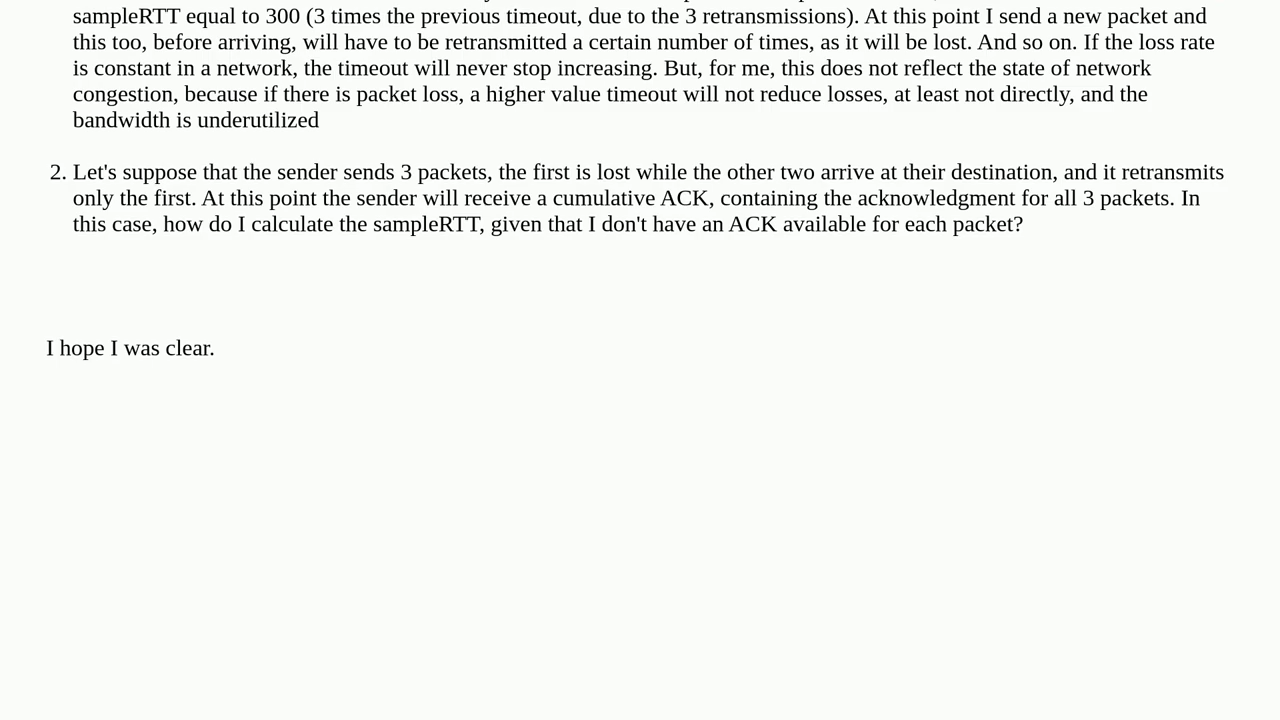 sampleRTT equal to 300 (3 times the previous timeout, due to the 3 retransmissions). At this point I send a new packet and
this too, before arriving, will have to be retransmitted a certain number of times, as it will be lost. And so on. If the loss rate
is constant in a network, the timeout will never stop increasing. But, for me, this does not reflect the state of network
congestion, because if there is packet loss, a higher value timeout will not reduce losses, at least not directly, and the
bandwidth is underutilized
2. Let's suppose that the sender sends 3 packets, the first is lost while the other two arrive at their destination, and it retransmits
only the first. At this point the sender will receive a cumulative ACK, containing the acknowledgment for all 3 packets. In
this case, how do I calculate the sampleRTT, given that I don't have an ACK available for each packet?
I hope I was clear.